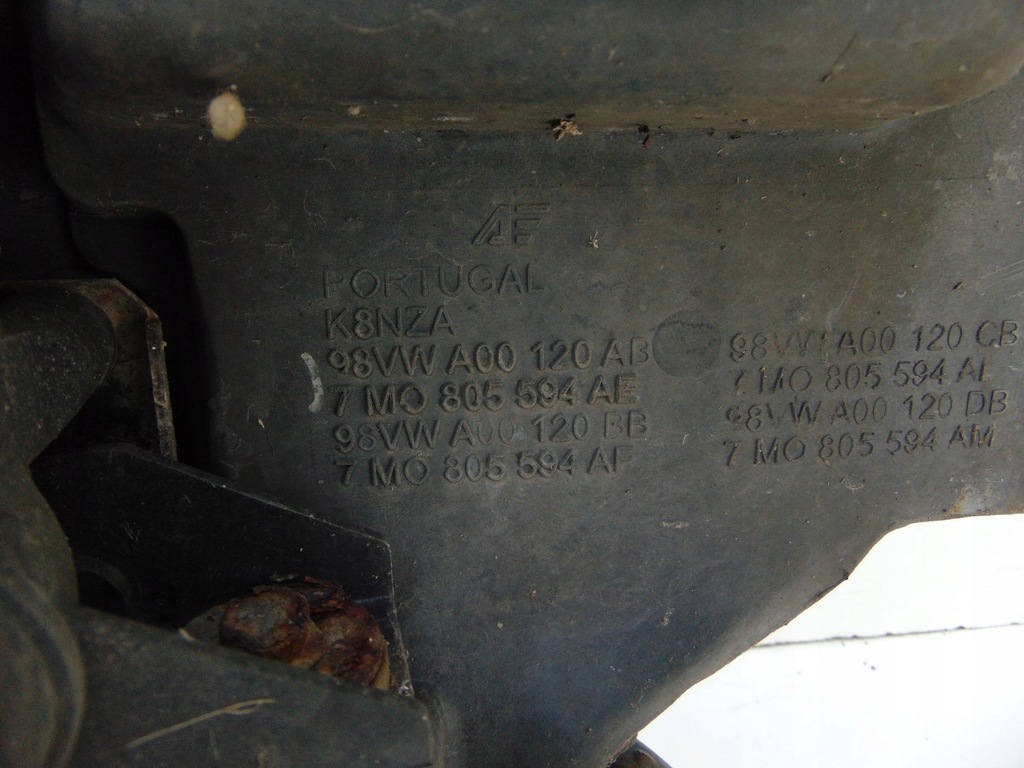 AE
PORTUGAL
K8NZA
98VW A00 120 AB
7 MO 805 594 AE
98VW A00 120 BB
7 MO 805 594 AF
98VW A00 120 CB
7 MO 805 594 AL
98VW A00 120 DB
7 MO 805 594 AM